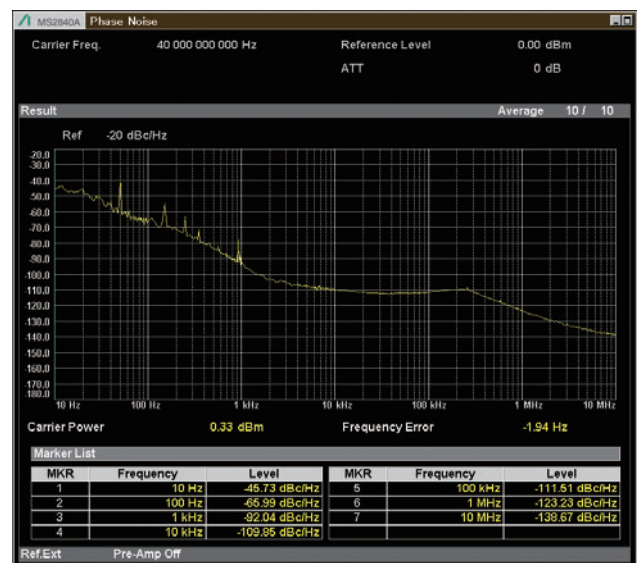 MS2840A Phase Noise
Carrier Freq. 40 000 000 000 Hz Reference Level 0.00 dBm
ATT 0 dB
Result Average 10 / 10
Ref -20 dBc/Hz
-20.0
-30.0
-40.0
-50.0
-60.0
-70.0
-80.0
-90.0
-100.0
-110.0
-120.0
-130.0
-140.0
-150.0
-160.0
-170.0
-180.0
10 Hz 100 Hz 1 kHz 10 kHz 100 kHz 1 MHz 10 MHz
Carrier Power 0.33 dBm Frequency Error -1.94 Hz
Marker List
MKR Frequency Level MKR Frequency Level
1 10 Hz -45.73 dBc/Hz 5 100 kHz -111.51 dBc/Hz
2 100 Hz -65.99 dBc/Hz 6 1 MHz -123.23 dBc/Hz
3 1 kHz -92.04 dBc/Hz 7 10 MHz -138.67 dBc/Hz
4 10 kHz -109.85 dBc/Hz
Ref.Ext Pre-Amp Off